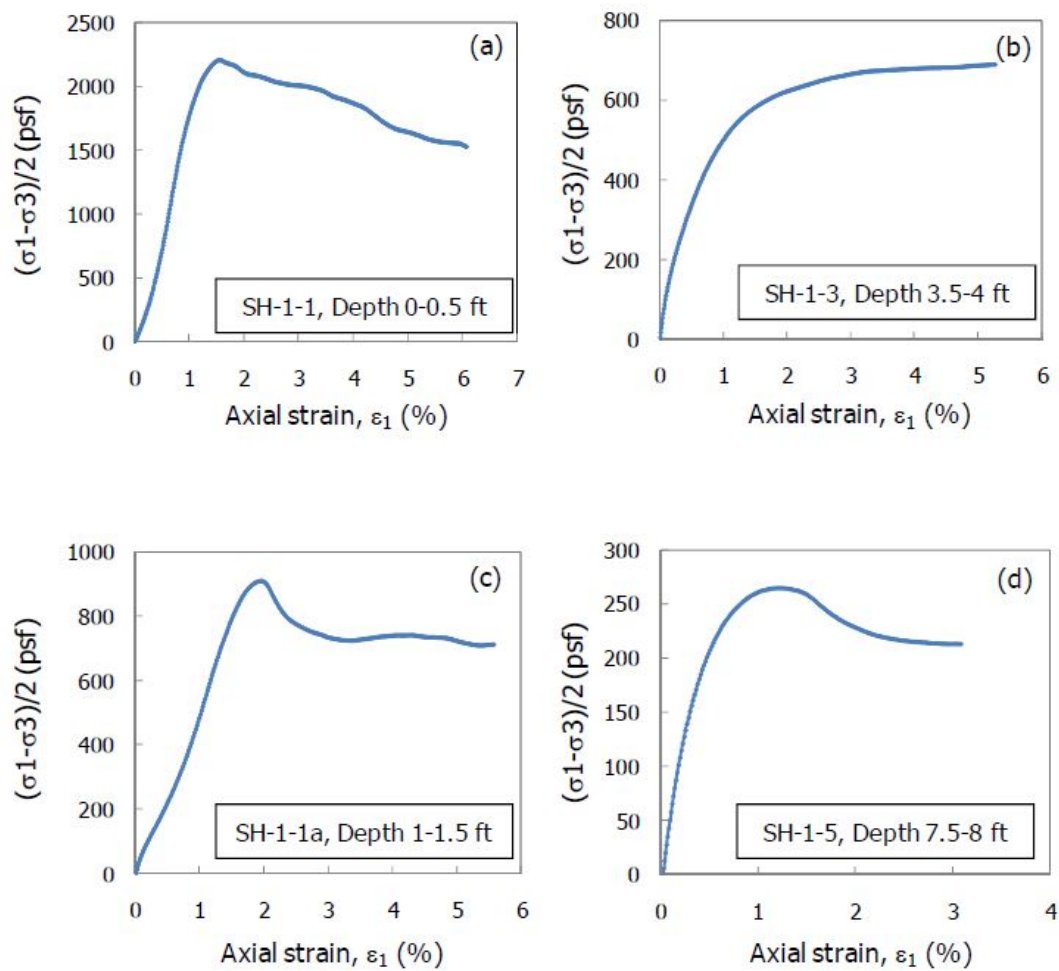 (a)
2500
2000
1500
1000
500
0
(σ1-σ3)/2 (psf)
SH-1-1, Depth 0-0.5 ft
0 1 2 3 4 5 6 7
Axial strain, ε₁ (%)
(b)
800
600
400
200
0
(σ1-σ3)/2 (psf)
SH-1-3, Depth 3.5-4 ft
0 1 2 3 4 5 6
Axial strain, ε₁ (%)
(c)
1000
800
600
400
200
0
(σ1-σ3)/2 (psf)
SH-1-1a, Depth 1-1.5 ft
0 1 2 3 4 5 6
Axial strain, ε₁ (%)
(d)
300
250
200
150
100
50
0
(σ1-σ3)/2 (psf)
SH-1-5, Depth 7.5-8 ft
0 1 2 3 4
Axial strain, ε₁ (%)